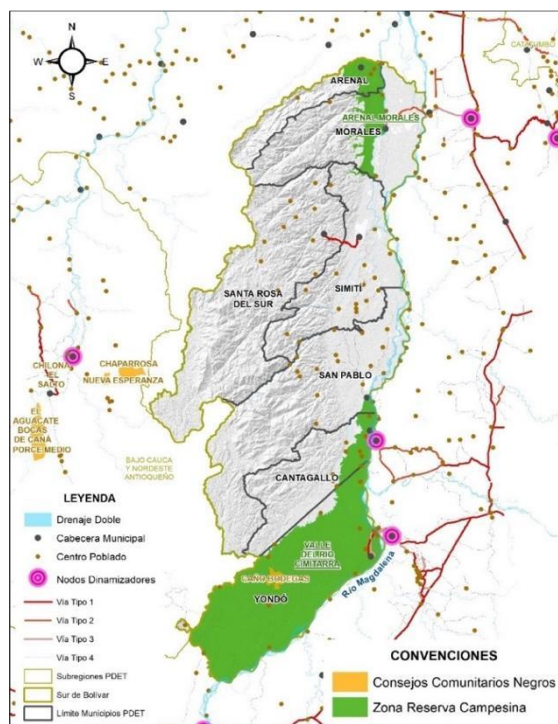 N
W E
S
CATATUMBO
ARENAL
ARENAL MORALES
MORALES
SANTA ROSA
DEL SUR
SIMITÍ
CHILONA
EL
SALTO
CHAPARROSA
NUEVA ESPERANZA
SAN PABLO
EL
AGUACATE
BOCAS
DE CANÁ
PORCE MEDIO
BAJO CAUCA
Y NORDESTE
ANTIOQUEÑO
CANTAGALLO
VALLE
DEL RÍO
CIMITARRA
CAÑO BODEGAS
YONDÓ
Río Magdalena
LEYENDA
Drenaje Doble
Cabecera Municipal
Centro Poblado
Nodos Dinamizadores
Vía Tipo 1
Vía Tipo 2
Vía Tipo 3
Vía Tipo 4
Subregiones PDET
Sur de Bolívar
Límite Municipios PDET
CONVENCIONES
Consejos Comunitarios Negros
Zona Reserva Campesina